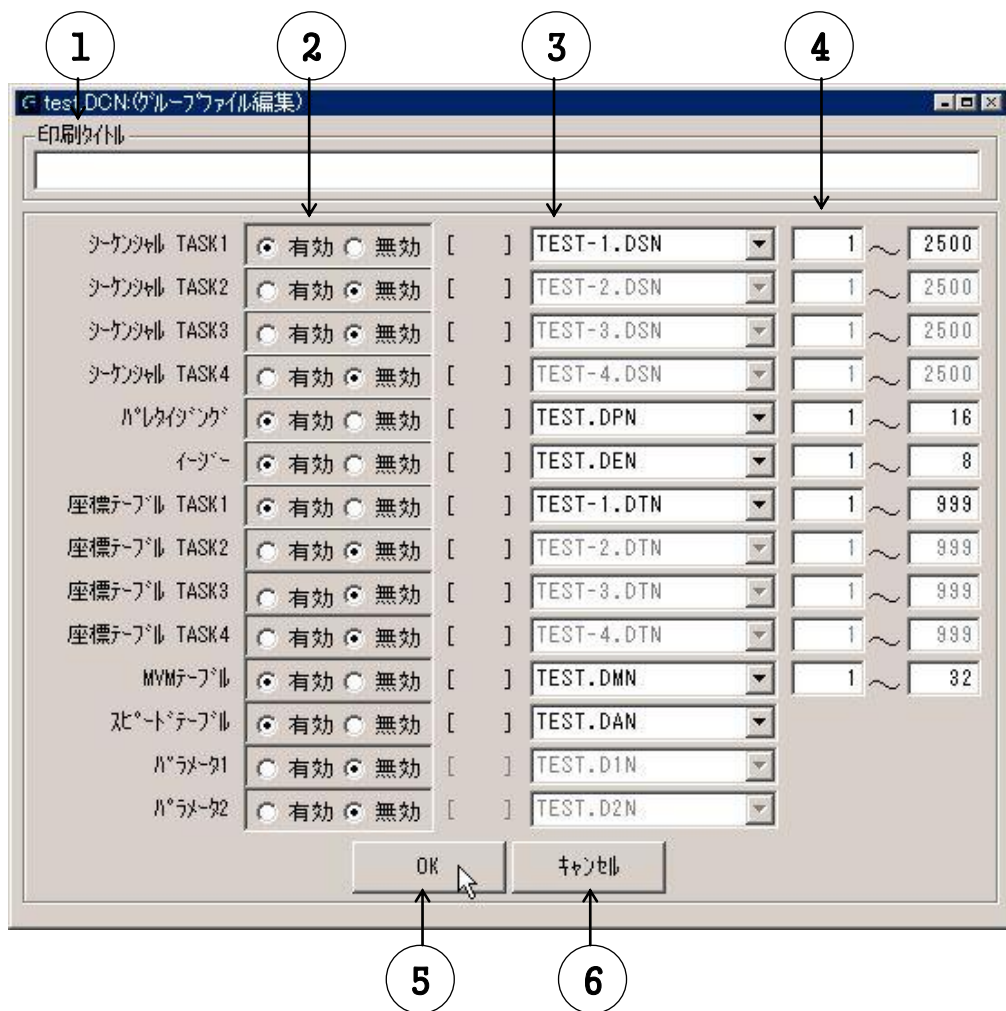 1 2 3 4
test.DCN:(ｸﾞﾙｰﾌﾟﾌｧｲﾙ編集)
印刷ﾀｲﾄﾙ
ｼｰｹﾝｼｬﾙ TASK1 有効 無効 [ ] TEST-1.DSN 1 ～ 2500
ｼｰｹﾝｼｬﾙ TASK2 有効 無効 [ ] TEST-2.DSN 1 ～ 2500
ｼｰｹﾝｼｬﾙ TASK3 有効 無効 [ ] TEST-3.DSN 1 ～ 2500
ｼｰｹﾝｼｬﾙ TASK4 有効 無効 [ ] TEST-4.DSN 1 ～ 2500
ﾊﾟﾚﾀｲｼﾞﾝｸﾞ 有効 無効 [ ] TEST.DPN 1 ～ 16
ｲｰｼﾞｰ 有効 無効 [ ] TEST.DEN 1 ～ 8
座標ﾃｰﾌﾞﾙ TASK1 有効 無効 [ ] TEST-1.DTN 1 ～ 999
座標ﾃｰﾌﾞﾙ TASK2 有効 無効 [ ] TEST-2.DTN 1 ～ 999
座標ﾃｰﾌﾞﾙ TASK3 有効 無効 [ ] TEST-3.DTN 1 ～ 999
座標ﾃｰﾌﾞﾙ TASK4 有効 無効 [ ] TEST-4.DTN 1 ～ 999
MVMﾃｰﾌﾞﾙ 有効 無効 [ ] TEST.DMN 1 ～ 32
ｽﾋﾟｰﾄﾞﾃｰﾌﾞﾙ 有効 無効 [ ] TEST.DAN
ﾊﾟﾗﾒｰﾀ1 有効 無効 [ ] TEST.D1N
ﾊﾟﾗﾒｰﾀ2 有効 無効 [ ] TEST.D2N
OK ｷｬﾝｾﾙ
5 6